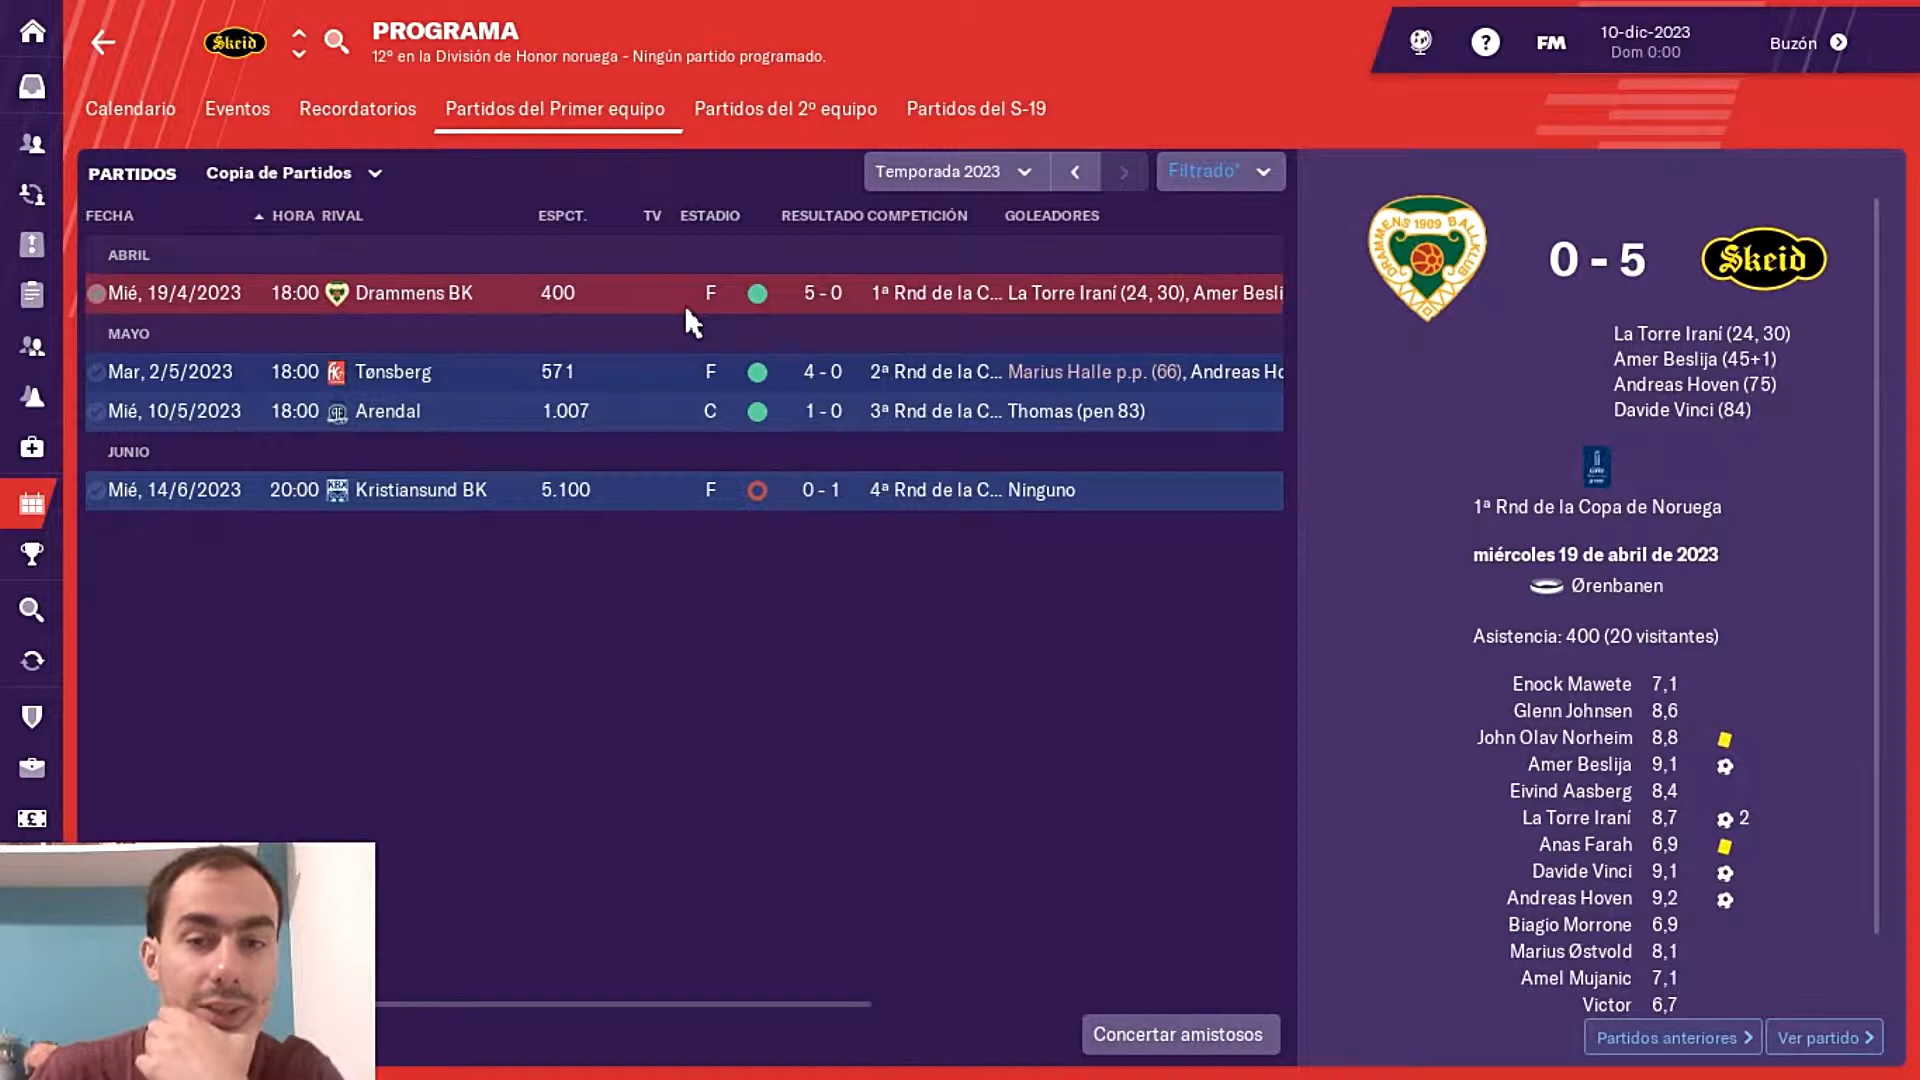 Skeid
PROGRAMA
12º en la División de Honor noruega - Ningún partido programado.
FM
10-dic-2023
Dom 0:00
Buzón
Calendario
Eventos
Recordatorios
Partidos del Primer equipo
Partidos del 2º equipo
Partidos del S-19
PARTIDOS
Copia de Partidos
Temporada 2023
Filtrado*
FECHA HORA RIVAL ESPCT. TV ESTADIO RESULTADO COMPETICIÓN GOLEADORES
ABRIL
Mié, 19/4/2023 18:00 Drammens BK 400 F 5 - 0 1ª Rnd de la C... La Torre Iraní (24, 30), Amer Besli
MAYO
Mar, 2/5/2023 18:00 Tønsberg 571 F 4 - 0 2ª Rnd de la C... Marius Halle p.p. (66), Andreas Ho
Mié, 10/5/2023 18:00 Arendal 1.007 C 1 - 0 3ª Rnd de la C... Thomas (pen 83)
JUNIO
Mié, 14/6/2023 20:00 Kristiansund BK 5.100 F 0 - 1 4ª Rnd de la C... Ninguno
Concertar amistosos
DRAMMENS 1909 BALLKLUB
0 - 5
Skeid
La Torre Iraní (24, 30)
Amer Beslija (45+1)
Andreas Hoven (75)
Davide Vinci (84)
1ª Rnd de la Copa de Noruega
miércoles 19 de abril de 2023
Ørenbanen
Asistencia: 400 (20 visitantes)
Enock Mawete 7,1
Glenn Johnsen 8,6
John Olav Norheim 8,8
Amer Beslija 9,1
Eivind Aasberg 8,4
La Torre Iraní 8,7 2
Anas Farah 6,9
Davide Vinci 9,1
Andreas Hoven 9,2
Biagio Morrone 6,9
Marius Østvold 8,1
Amel Mujanic 7,1
Victor 6,7
Partidos anteriores
Ver partido